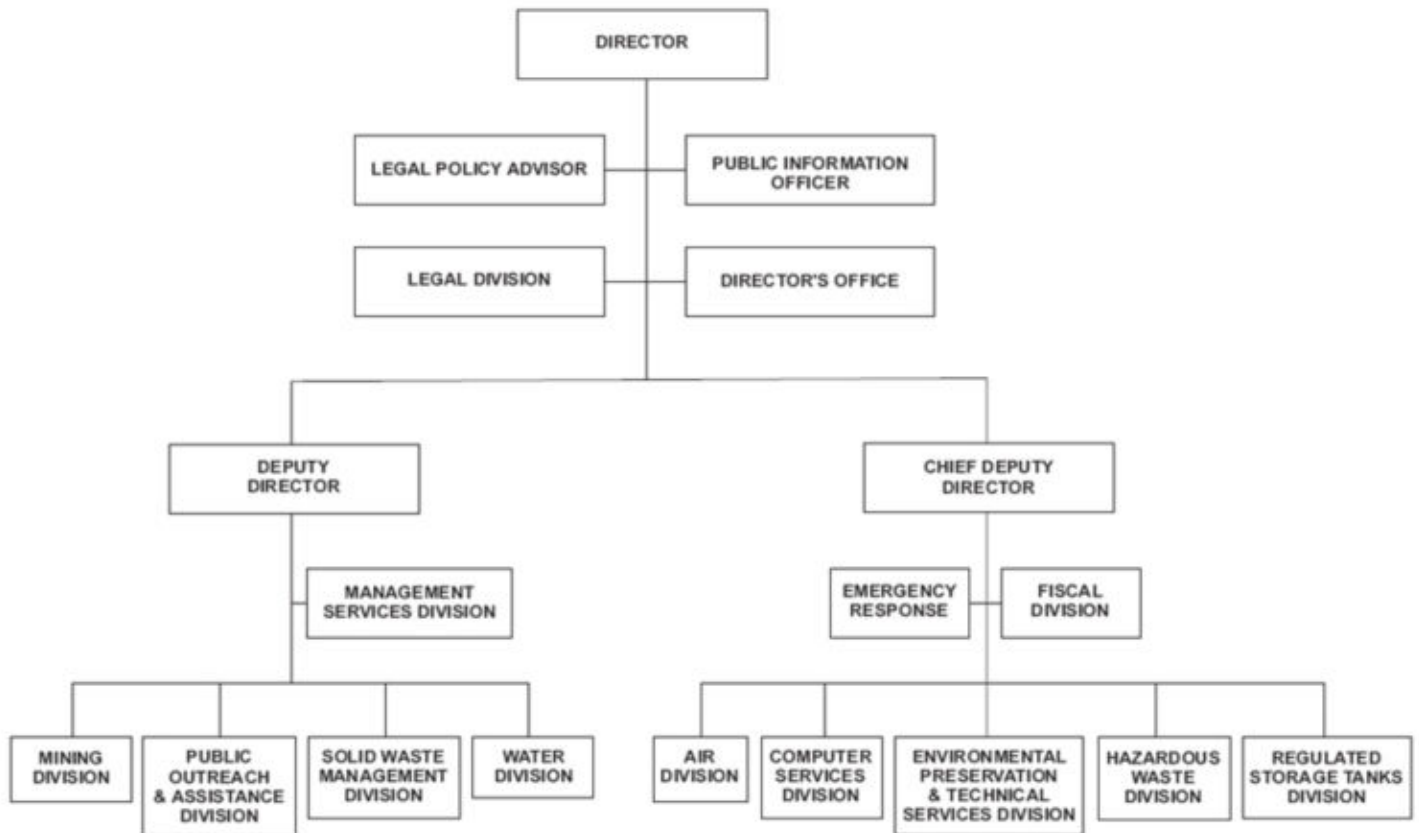 DIRECTOR
LEGAL POLICY ADVISOR
PUBLIC INFORMATION
OFFICER
LEGAL DIVISION
DIRECTOR'S OFFICE
DEPUTY
DIRECTOR
CHIEF DEPUTY
DIRECTOR
MANAGEMENT
SERVICES DIVISION
EMERGENCY
RESPONSE
FISCAL
DIVISION
MINING
DIVISION
PUBLIC
OUTREACH
& ASSISTANCE
DIVISION
SOLID WASTE
MANAGEMENT
DIVISION
WATER
DIVISION
AIR
DIVISION
COMPUTER
SERVICES
DIVISION
ENVIRONMENTAL
PRESERVATION
& TECHNICAL
SERVICES DIVISION
HAZARDOUS
WASTE
DIVISION
REGULATED
STORAGE TANKS
DIVISION